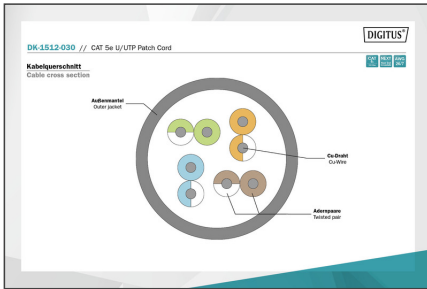 DIGITUS®
DK-1512-030 // CAT 5e U/UTP Patch Cord
Kabelquerschnitt
Cable cross section
Außenmantel
Outer jacket
Cu-Draht
Cu-Wire
Adernpaare
Twisted pair